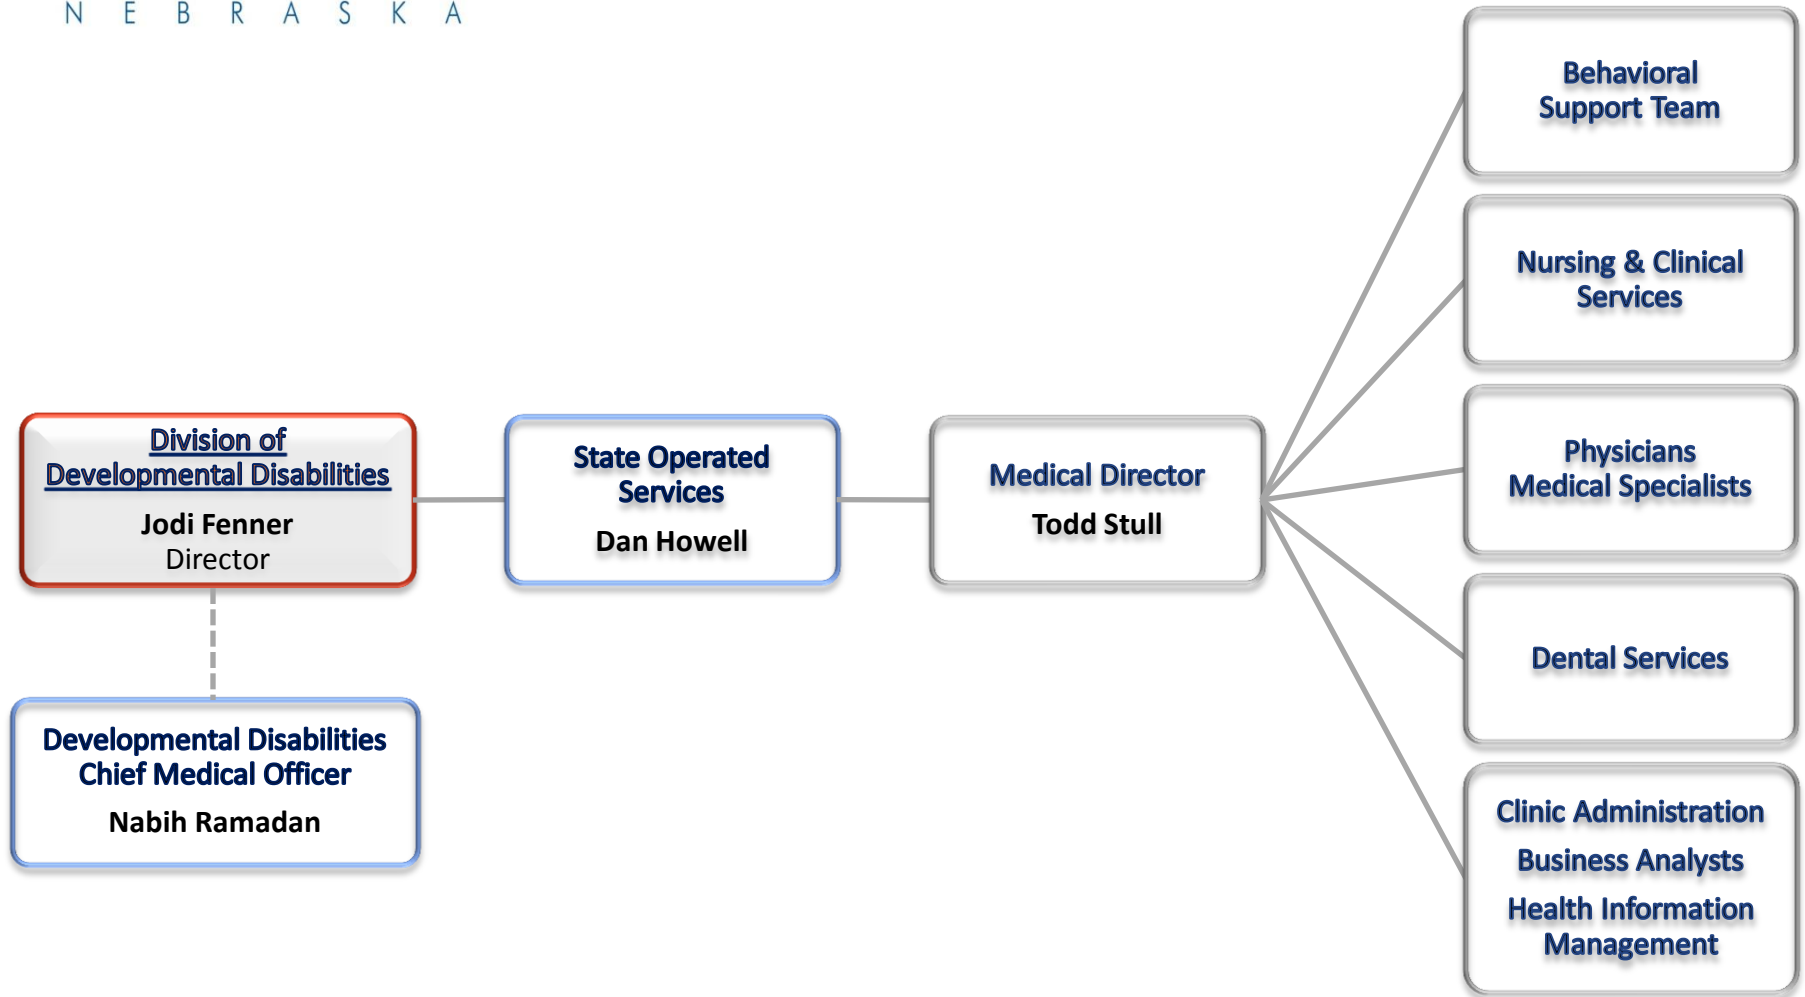 NEBRASKA
Division of
Developmental Disabilities
Jodi Fenner
Director
Developmental Disabilities
Chief Medical Officer
Nabih Ramadan
State Operated
Services
Dan Howell
Medical Director
Todd Stull
Behavioral
Support Team
Nursing & Clinical
Services
Physicians
Medical Specialists
Dental Services
Clinic Administration
Business Analysts
Health Information
Management